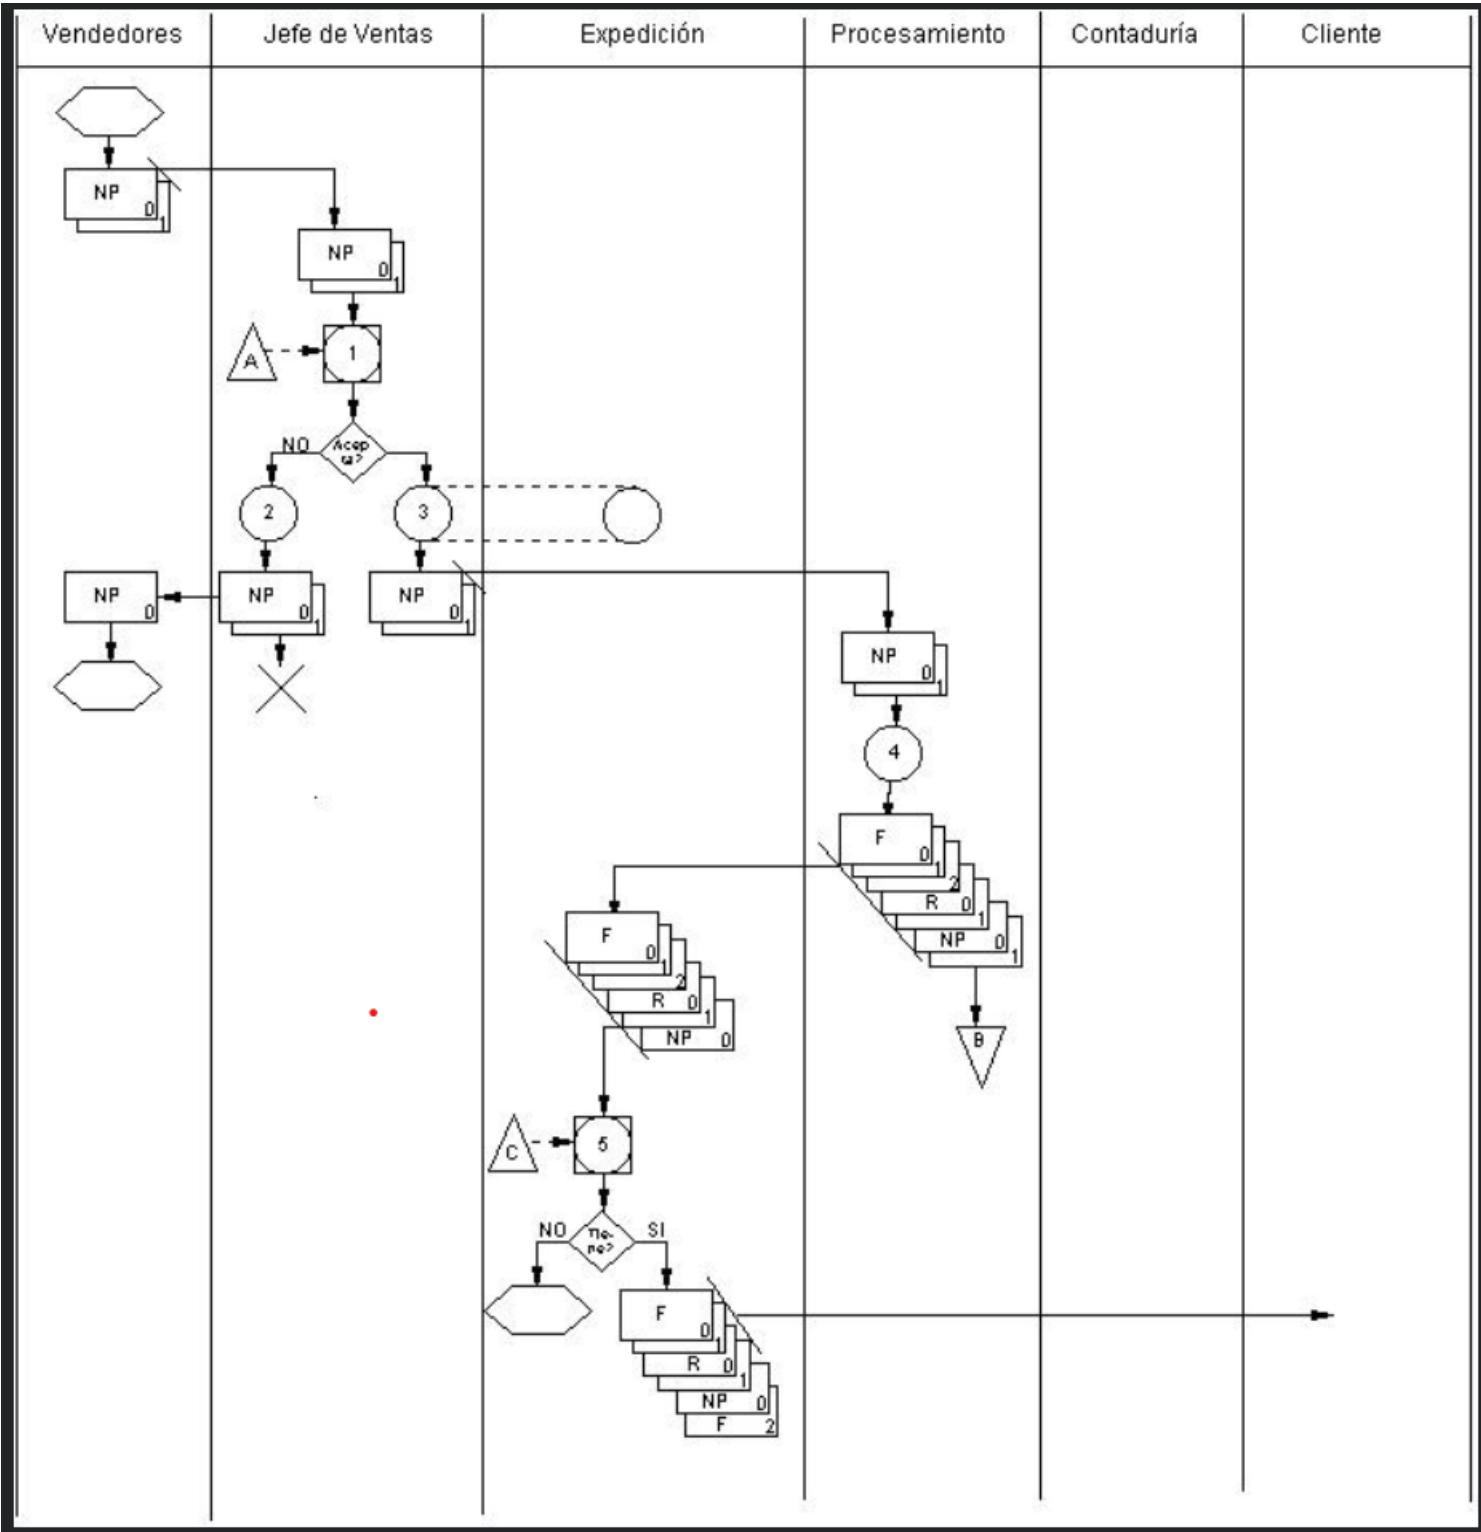 Vendedores
Jefe de Ventas
Expedición
Procesamiento
Contaduría
Cliente
NP
0
1
NP
0
1
A
1
NO
Acep
ta?
2
3
NP
0
NP
0
1
NP
0
1
NP
0
1
4
F
0
1
2
R 0
1
NP 0
1
F
0
1
2
R 0
1
NP 0
B
C
5
NO
Tie-
ne?
SI
F
0
1
R 0
1
NP 0
F 2